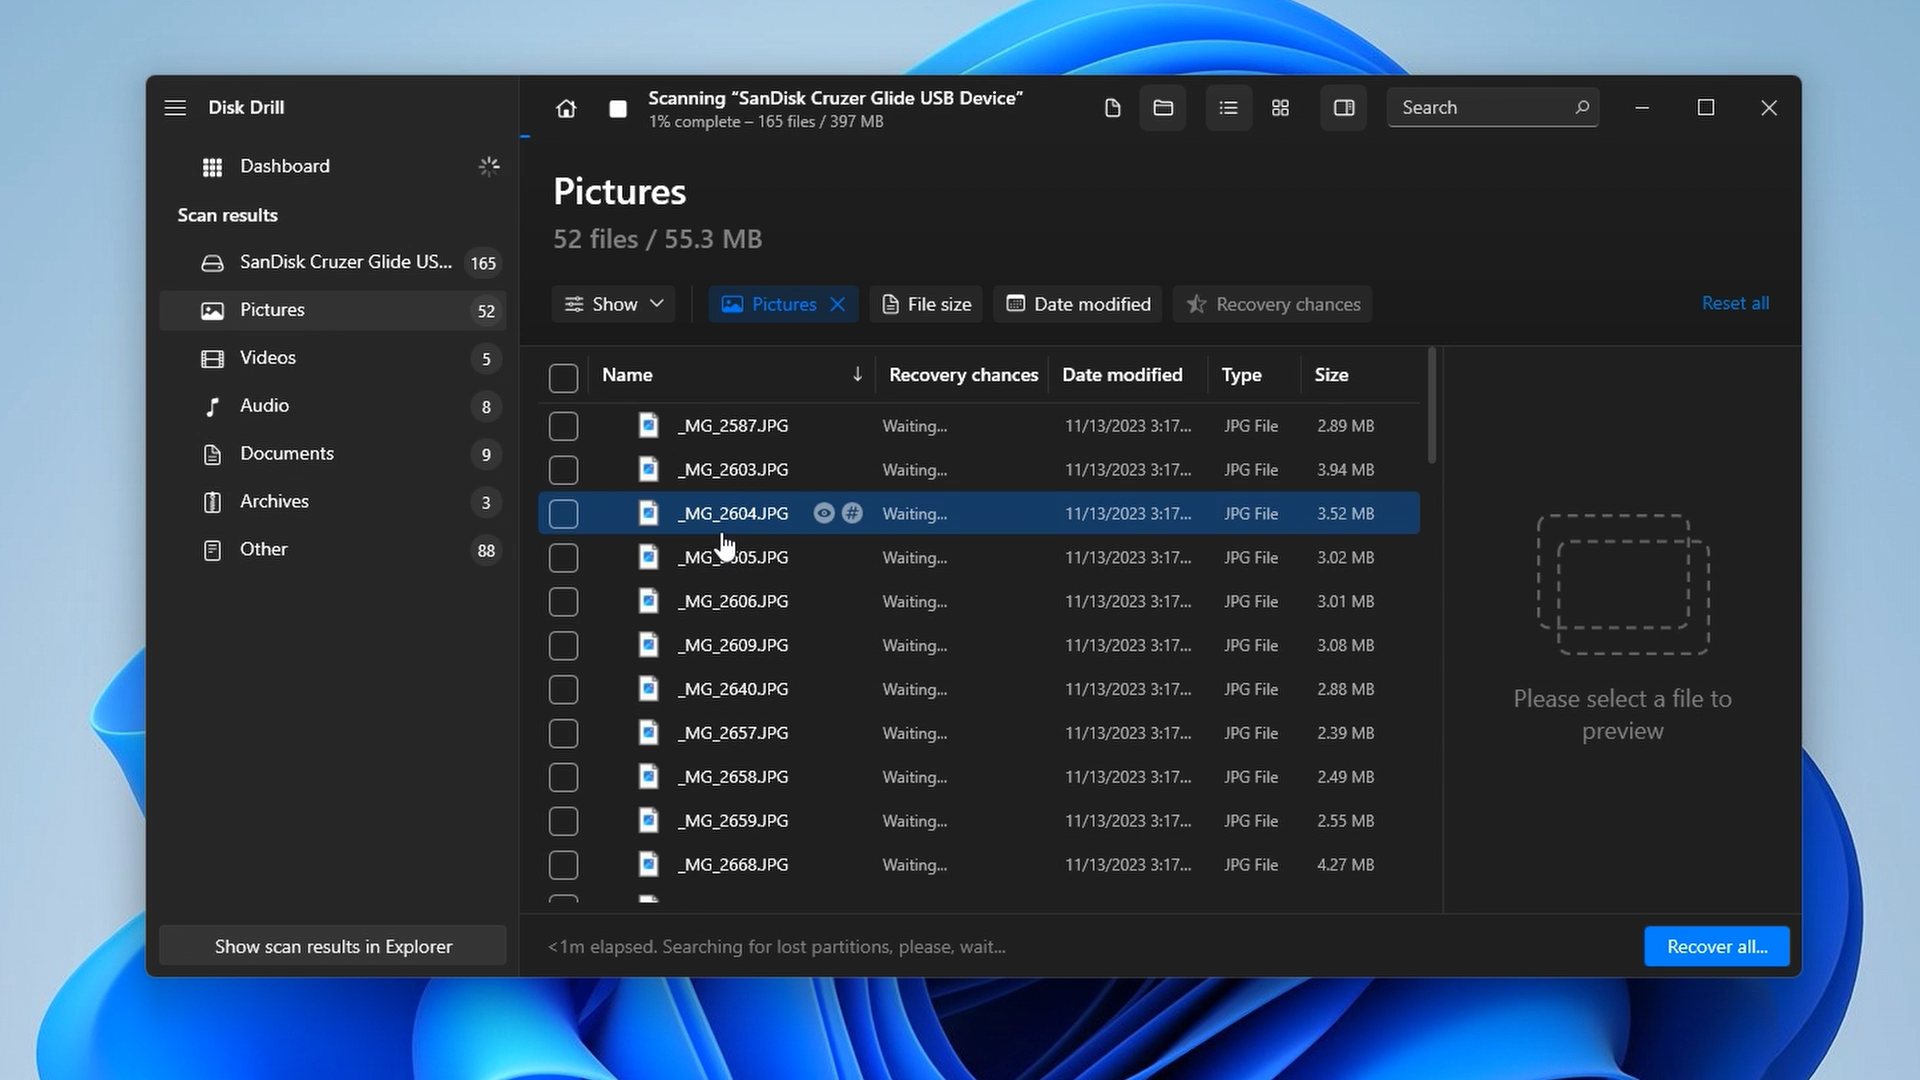 Disk Drill
Scanning “SanDisk Cruzer Glide USB Device”
1% complete – 165 files / 397 MB
Search
Dashboard
Scan results
SanDisk Cruzer Glide US... 165
Pictures 52
Videos 5
Audio 8
Documents 9
Archives 3
Other 88
Show scan results in Explorer
Pictures
52 files / 55.3 MB
Show Pictures File size Date modified Recovery chances Reset all
Name Recovery chances Date modified Type Size
_MG_2587.JPG Waiting... 11/13/2023 3:17... JPG File 2.89 MB
_MG_2603.JPG Waiting... 11/13/2023 3:17... JPG File 3.94 MB
_MG_2604.JPG # Waiting... 11/13/2023 3:17... JPG File 3.52 MB
Waiting... 11/13/2023 3:17... JPG File 3.02 MB
_MG_2606.JPG Waiting... 11/13/2023 3:17... JPG File 3.01 MB
_MG_2609.JPG Waiting... 11/13/2023 3:17... JPG File 3.08 MB
_MG_2640.JPG Waiting... 11/13/2023 3:17... JPG File 2.88 MB
_MG_2657.JPG Waiting... 11/13/2023 3:17... JPG File 2.39 MB
_MG_2658.JPG Waiting... 11/13/2023 3:17... JPG File 2.49 MB
_MG_2659.JPG Waiting... 11/13/2023 3:17... JPG File 2.55 MB
_MG_2668.JPG Waiting... 11/13/2023 3:17... JPG File 4.27 MB
Please select a file to
preview
<1m elapsed. Searching for lost partitions, please, wait...
Recover all...